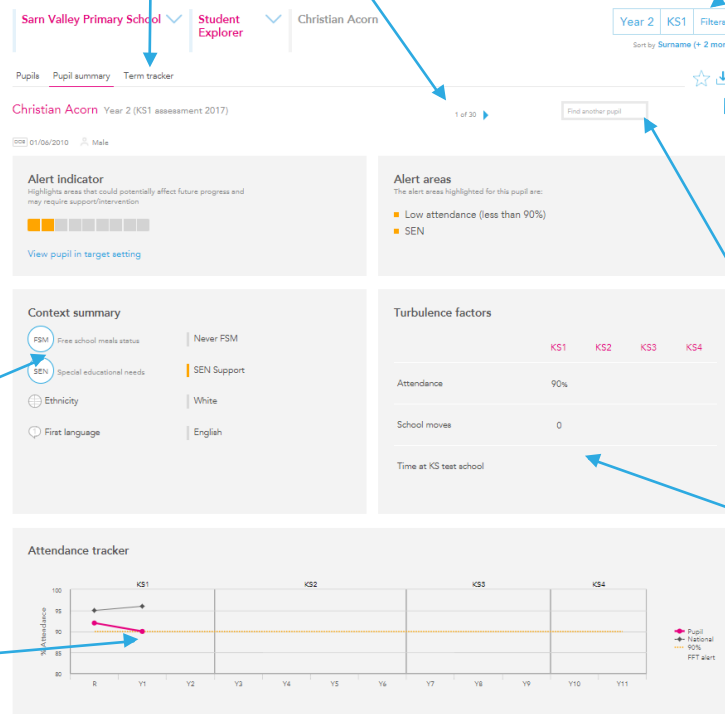 Sarn Valley Primary School
Student
Explorer
Christian Acorn
Year 2 KS1 Filters
Sort by Surname (+ 2 mor
Pupils Pupil summary Term tracker
Christian Acorn Year 2 (KS1 assessment 2017)
1 of 30
Find another pupil
DOB 01/06/2010 Male
Alert indicator
Highlights areas that could potentially affect future progress and
may require support/intervention
View pupil in target setting
Alert areas
The alert areas highlighted for this pupil are:
Low attendance (less than 90%)
SEN
Context summary
FSM Free school meals status Never FSM
SEN Special educational needs SEN Support
Ethnicity White
First language English
Turbulence factors
KS1 KS2 KS3 KS4
Attendance 90%
School moves 0
Time at KS test school
Attendance tracker
KS1 KS2 KS3 KS4
% Attendance
100
95
90
85
80
R Y1 Y2 Y3 Y4 Y5 Y6 Y7 Y8 Y9 Y10 Y11
Pupil
National
90%
FFT alert